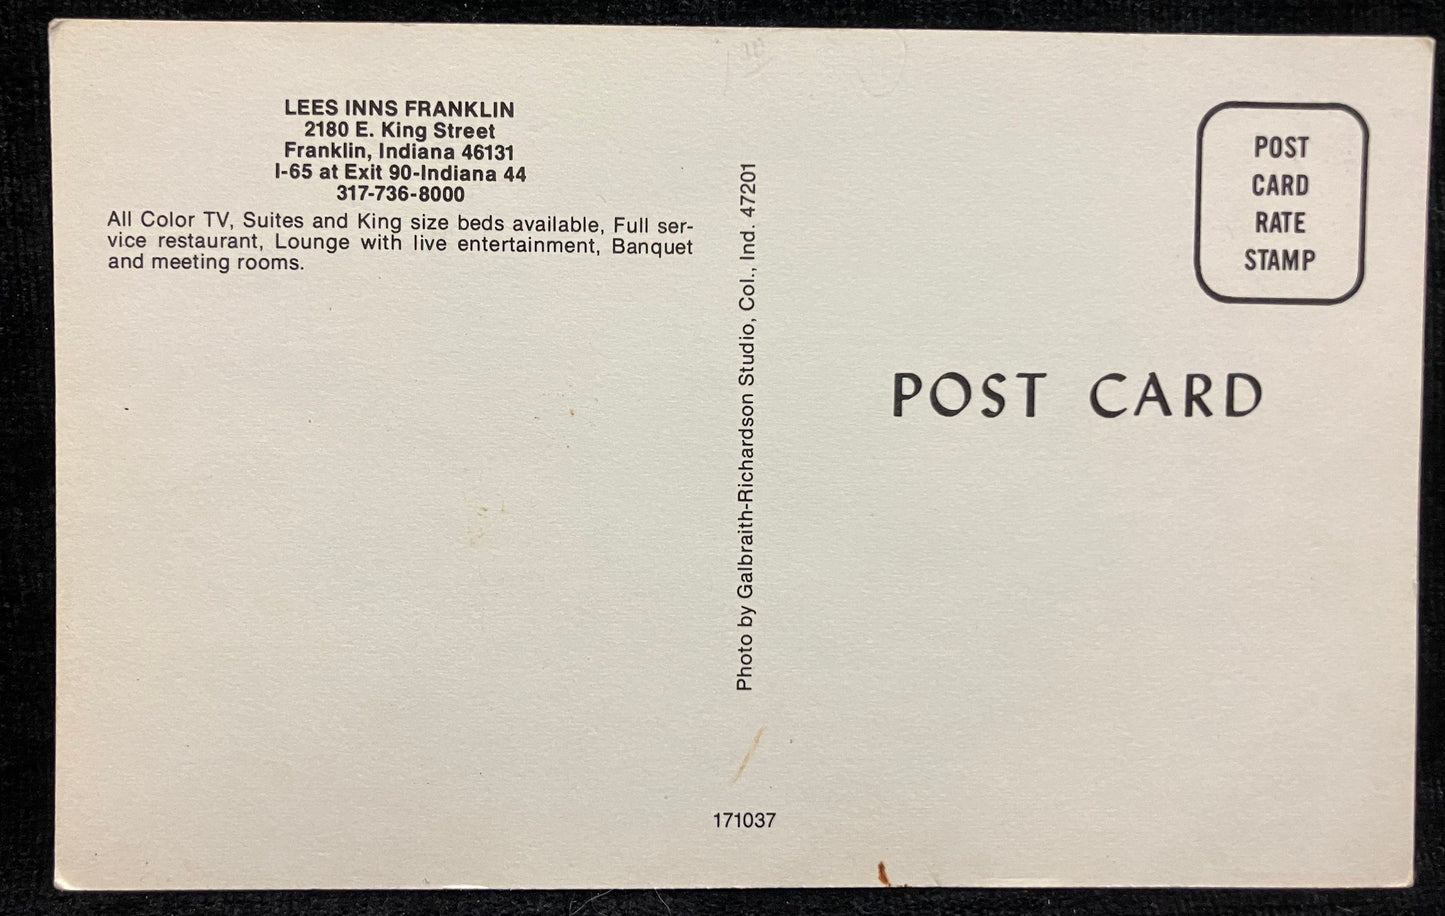 LEES INNS FRANKLIN
2180 E. King Street
Franklin, Indiana 46131
I-65 at Exit 90-Indiana 44
317-736-8000
All Color TV, Suites and King size beds available, Full ser-
vice restaurant, Lounge with live entertainment, Banquet
and meeting rooms.
Photo by Galbraith-Richardson Studio, Col., Ind. 47201
171037
POST
CARD
RATE
STAMP
POST CARD